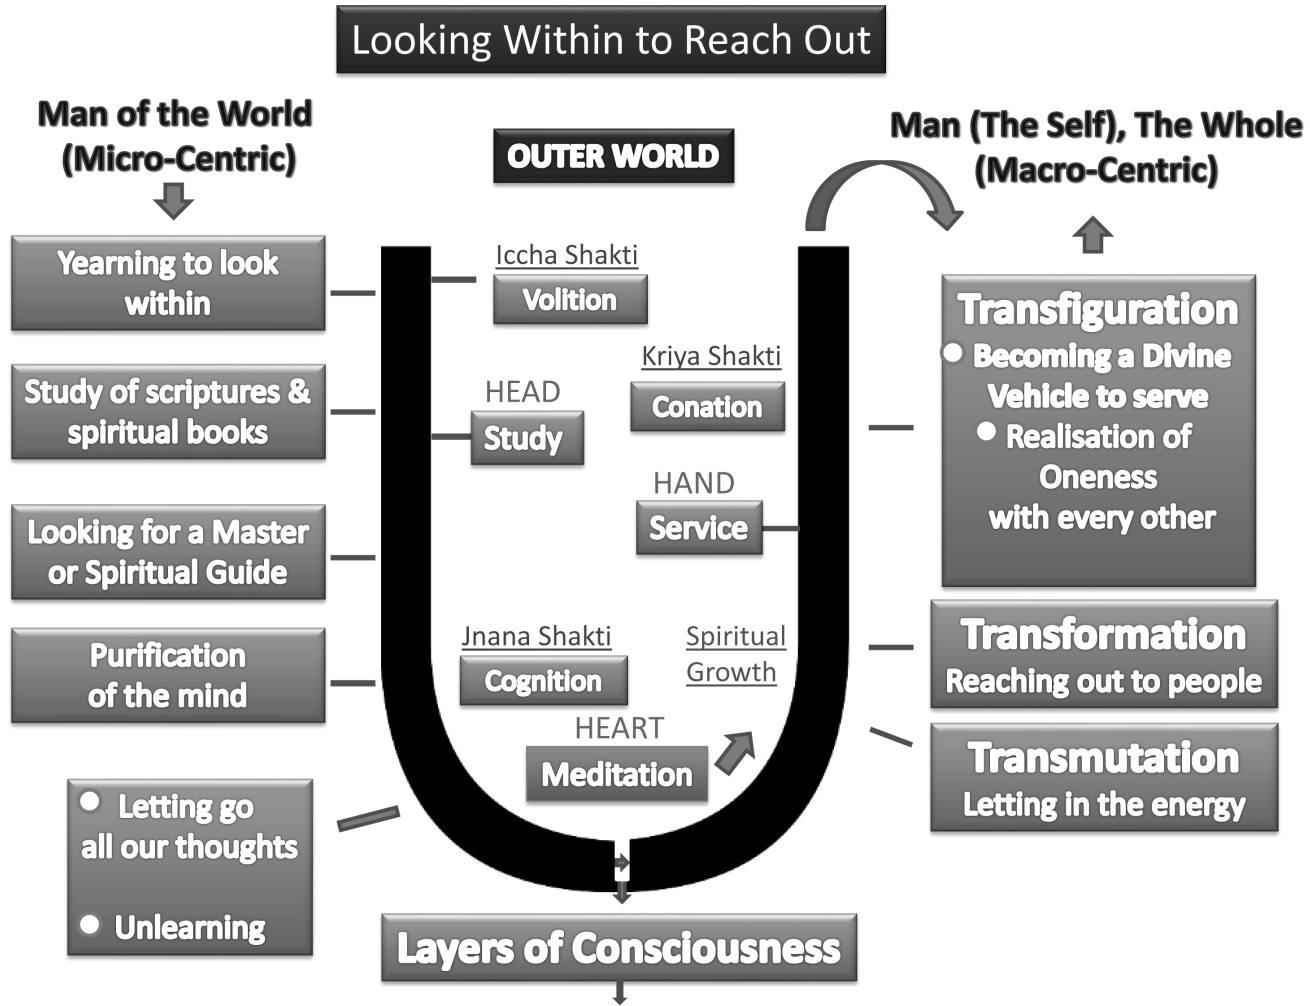 Looking Within to Reach Out
Man of the World
(Micro-Centric)
OUTER WORLD
Man (The Self), The Whole
(Macro-Centric)
Yearning to look
within
Study of scriptures &
spiritual books
Looking for a Master
or Spiritual Guide
Purification
of the mind
Letting go
all our thoughts
Unlearning
Iccha Shakti
Volition
HEAD
Study
Kriya Shakti
Conation
HAND
Service
Jnana Shakti
Cognition
HEART
Meditation
Spiritual
Growth
Transfiguration
Becoming a Divine
Vehicle to serve
Realisation of
Oneness
with every other
Transformation
Reaching out to people
Transmutation
Letting in the energy
Layers of Consciousness